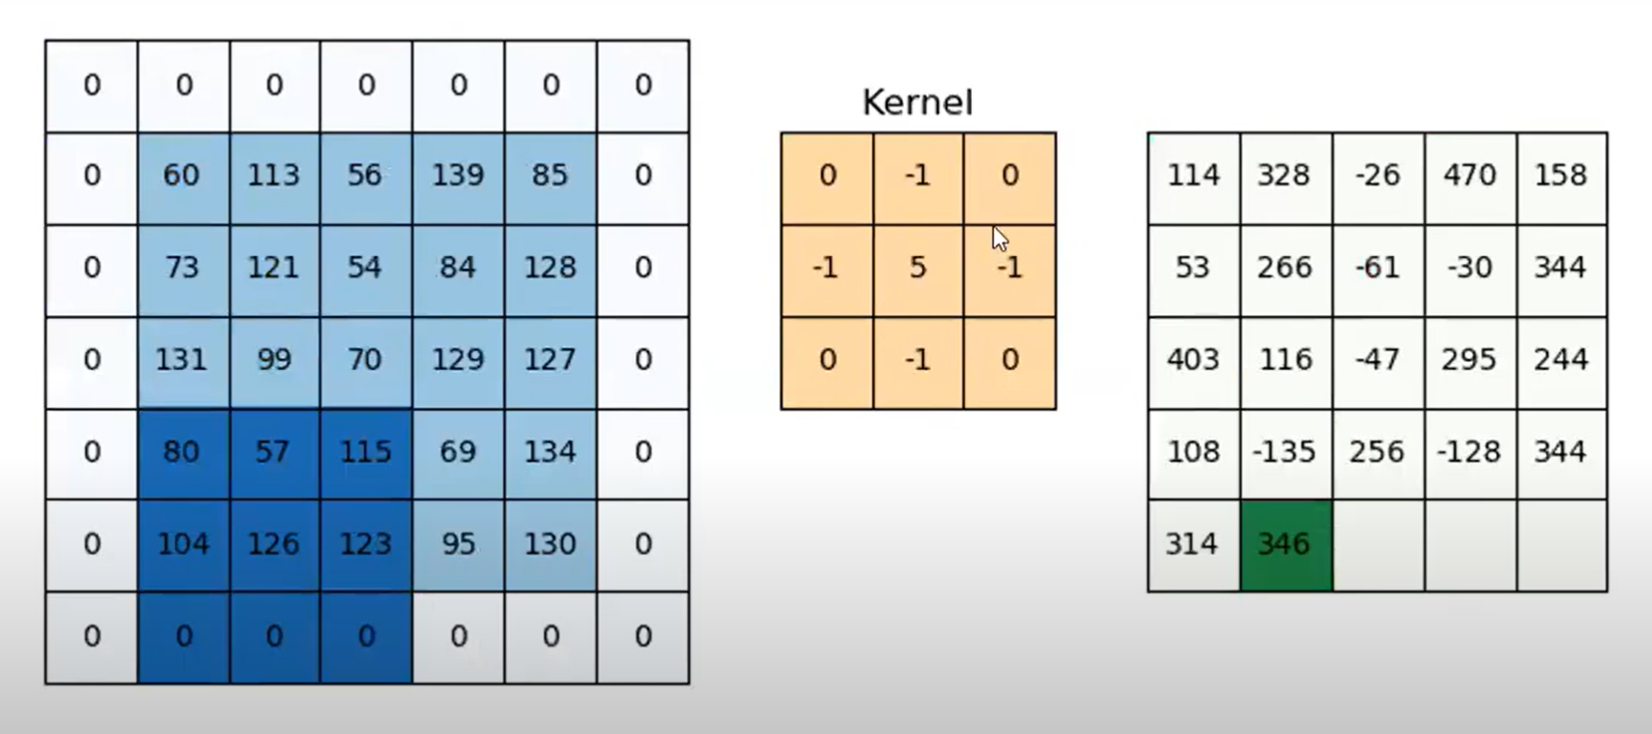 0 0 0 0 0 0 0
0 60 113 56 139 85 0
0 73 121 54 84 128 0
0 131 99 70 129 127 0
0 80 57 115 69 134 0
0 104 126 123 95 130 0
0 0 0 0 0 0 0
Kernel
0 -1 0
-1 5 -1
0 -1 0
114 328 -26 470 158
53 266 -61 -30 344
403 116 -47 295 244
108 -135 256 -128 344
314 346